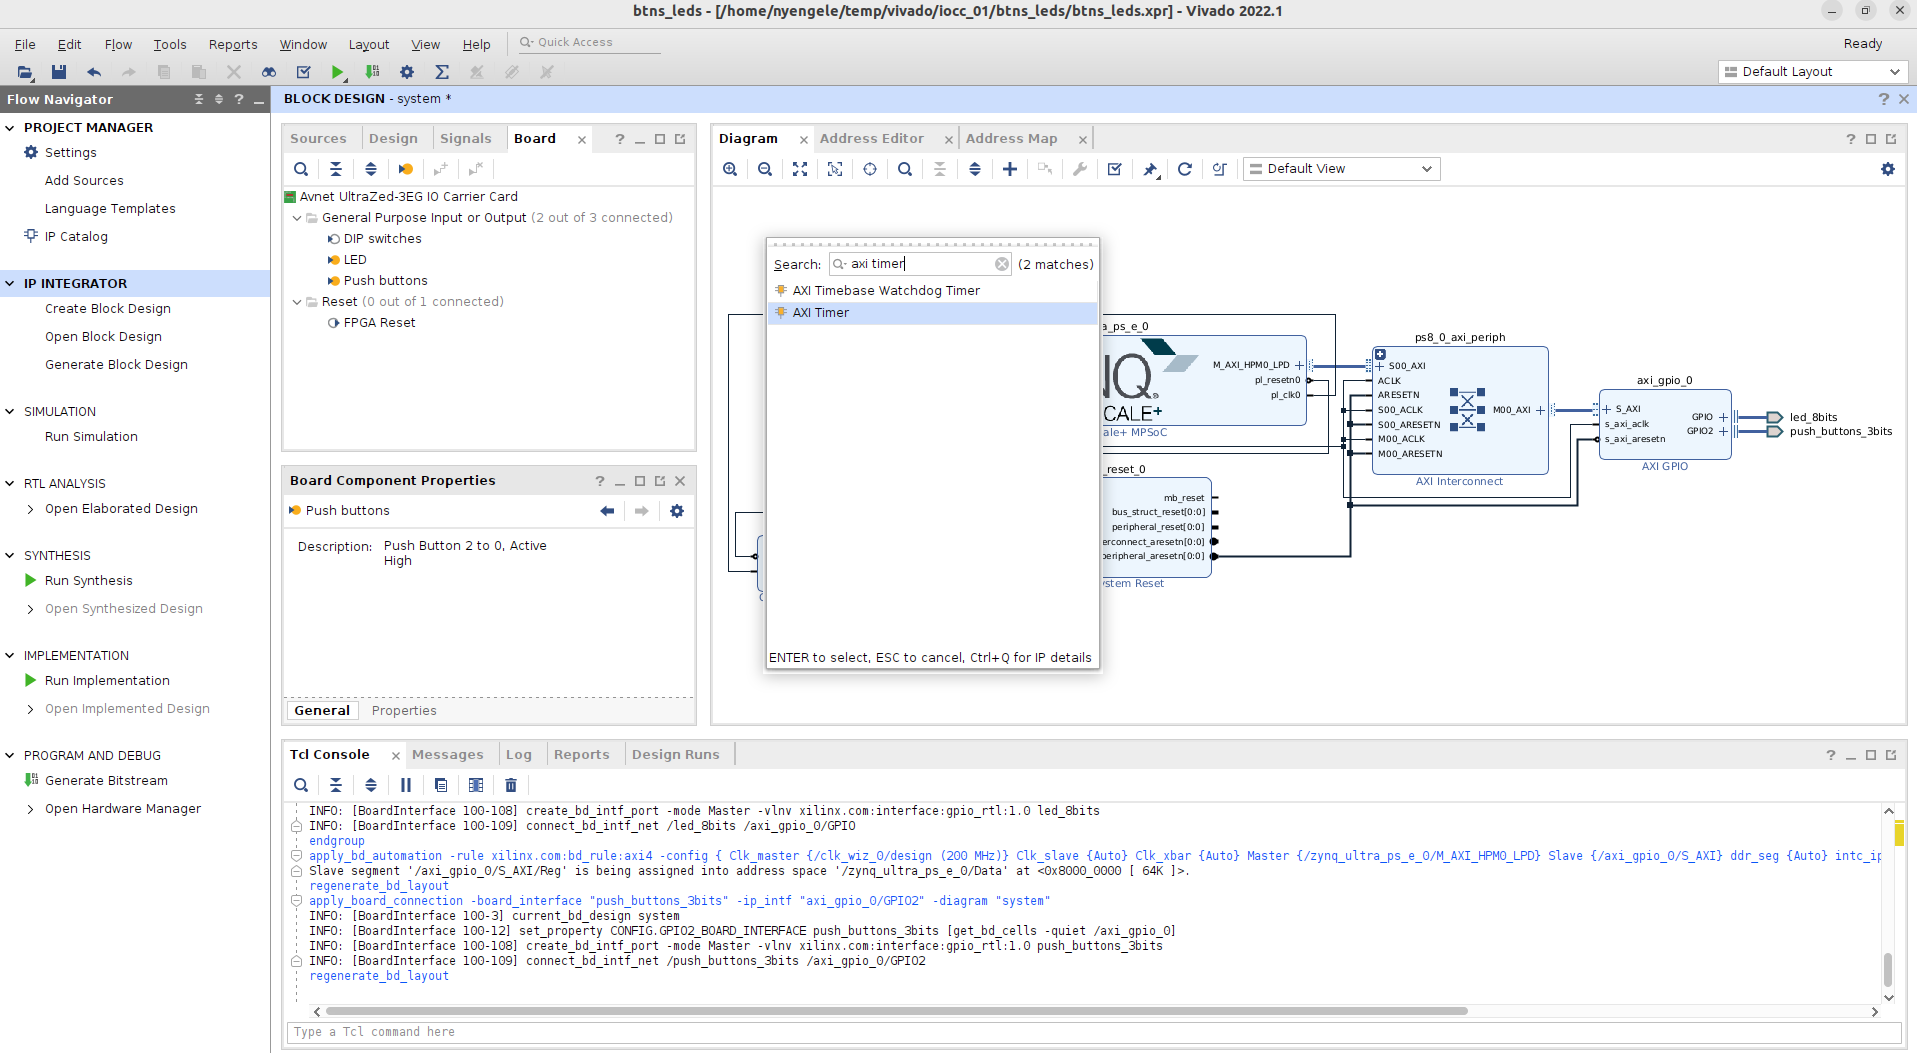 btns_leds - [/home/nyengele/temp/vivado/iocc_01/btns_leds/btns_leds.xpr] - Vivado 2022.1
File Edit Flow Tools Reports Window Layout View Help Quick Access Ready
Default Layout
Flow Navigator
PROJECT MANAGER
Settings
Add Sources
Language Templates
IP Catalog
IP INTEGRATOR
Create Block Design
Open Block Design
Generate Block Design
SIMULATION
Run Simulation
RTL ANALYSIS
Open Elaborated Design
SYNTHESIS
Run Synthesis
Open Synthesized Design
IMPLEMENTATION
Run Implementation
Open Implemented Design
PROGRAM AND DEBUG
Generate Bitstream
Open Hardware Manager
BLOCK DESIGN - system *
Sources Design Signals Board
Avnet UltraZed-3EG IO Carrier Card
General Purpose Input or Output (2 out of 3 connected)
DIP switches
LED
Push buttons
Reset (0 out of 1 connected)
FPGA Reset
Board Component Properties
Push buttons
Description: Push Button 2 to 0, Active
High
General Properties
Diagram Address Editor Address Map
Default View
Search: axi timer (2 matches)
AXI Timebase Watchdog Timer
AXI Timer
ENTER to select, ESC to cancel, Ctrl+Q for IP details
a_ps_e_0
M_AXI_HPM0_LPD
pl_resetn0
pl_clk0
NQ
CALE+
ale+ MPSoC
_reset_0
mb_reset
bus_struct_reset[0:0]
peripheral_reset[0:0]
erconnect_aresetn[0:0]
peripheral_aresetn[0:0]
ystem Reset
ps8_0_axi_periph
S00_AXI
ACLK
ARESETN
S00_ACLK
S00_ARESETN
M00_ACLK
M00_ARESETN
M00_AXI
AXI Interconnect
axi_gpio_0
S_AXI
s_axi_aclk
s_axi_aresetn
GPIO
GPIO2
AXI GPIO
led_8bits
push_buttons_3bits
Tcl Console Messages Log Reports Design Runs
INFO: [BoardInterface 100-108] create_bd_intf_port -mode Master -vlnv xilinx.com:interface:gpio_rtl:1.0 led_8bits
INFO: [BoardInterface 100-109] connect_bd_intf_net /led_8bits /axi_gpio_0/GPIO
endgroup
apply_bd_automation -rule xilinx.com:bd_rule:axi4 -config { Clk_master {/clk_wiz_0/design (200 MHz)} Clk_slave {Auto} Clk_xbar {Auto} Master {/zynq_ultra_ps_e_0/M_AXI_HPM0_LPD} Slave {/axi_gpio_0/S_AXI} ddr_seg {Auto} intc_ip
Slave segment '/axi_gpio_0/S_AXI/Reg' is being assigned into address space '/zynq_ultra_ps_e_0/Data' at <0x8000_0000 [ 64K ]>.
regenerate_bd_layout
apply_board_connection -board_interface "push_buttons_3bits" -ip_intf "axi_gpio_0/GPIO2" -diagram "system"
INFO: [BoardInterface 100-3] current_bd_design system
INFO: [BoardInterface 100-12] set_property CONFIG.GPIO2_BOARD_INTERFACE push_buttons_3bits [get_bd_cells -quiet /axi_gpio_0]
INFO: [BoardInterface 100-108] create_bd_intf_port -mode Master -vlnv xilinx.com:interface:gpio_rtl:1.0 push_buttons_3bits
INFO: [BoardInterface 100-109] connect_bd_intf_net /push_buttons_3bits /axi_gpio_0/GPIO2
regenerate_bd_layout
Type a Tcl command here